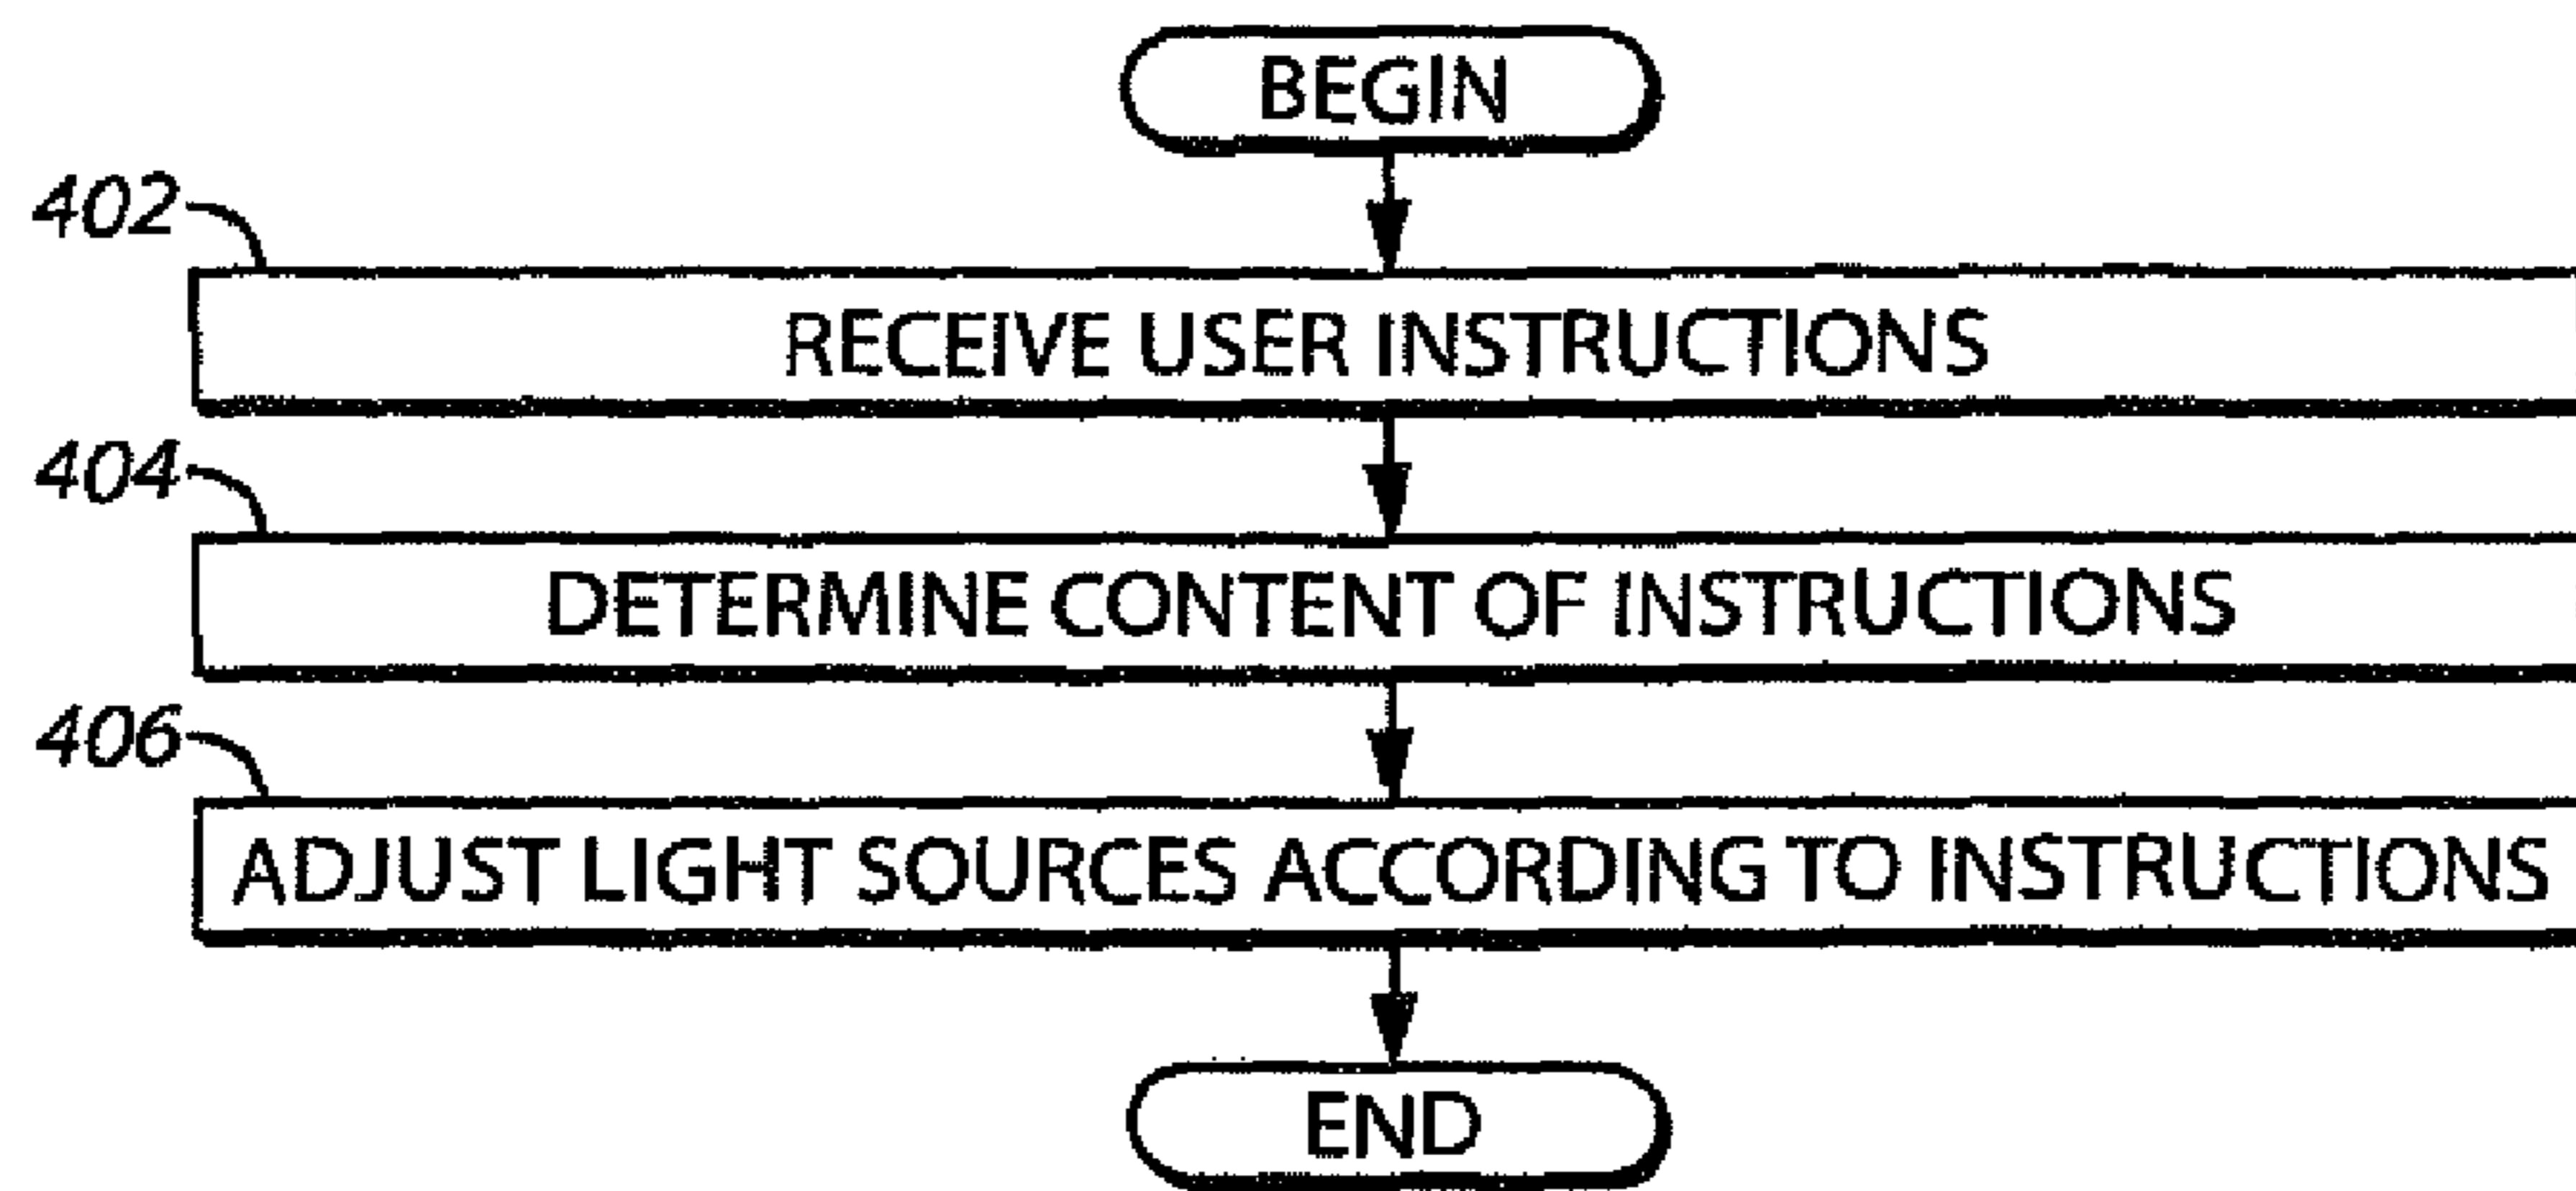 BEGIN
402
RECEIVE USER INSTRUCTIONS
404
DETERMINE CONTENT OF INSTRUCTIONS
406
ADJUST LIGHT SOURCES ACCORDING TO INSTRUCTIONS
END